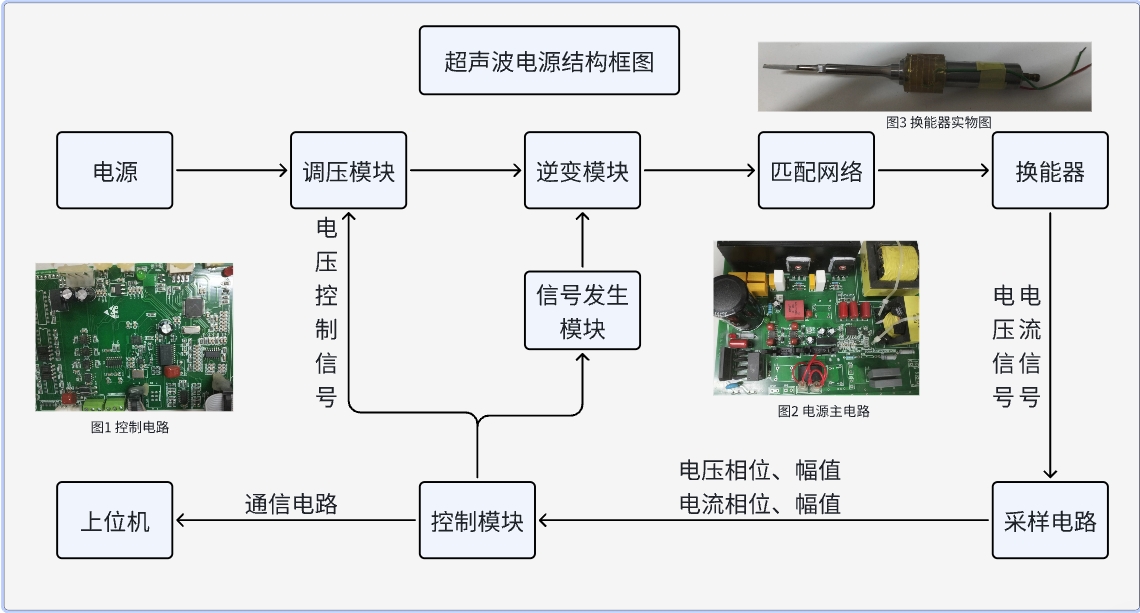 超声波电源结构框图
图3 换能器实物图
电源
调压模块
逆变模块
匹配网络
换能器
电压控制信号
信号发生
模块
电压信号
电流信号
图1 控制电路
图2 电源主电路
电压相位、幅值
电流相位、幅值
通信电路
上位机
控制模块
采样电路